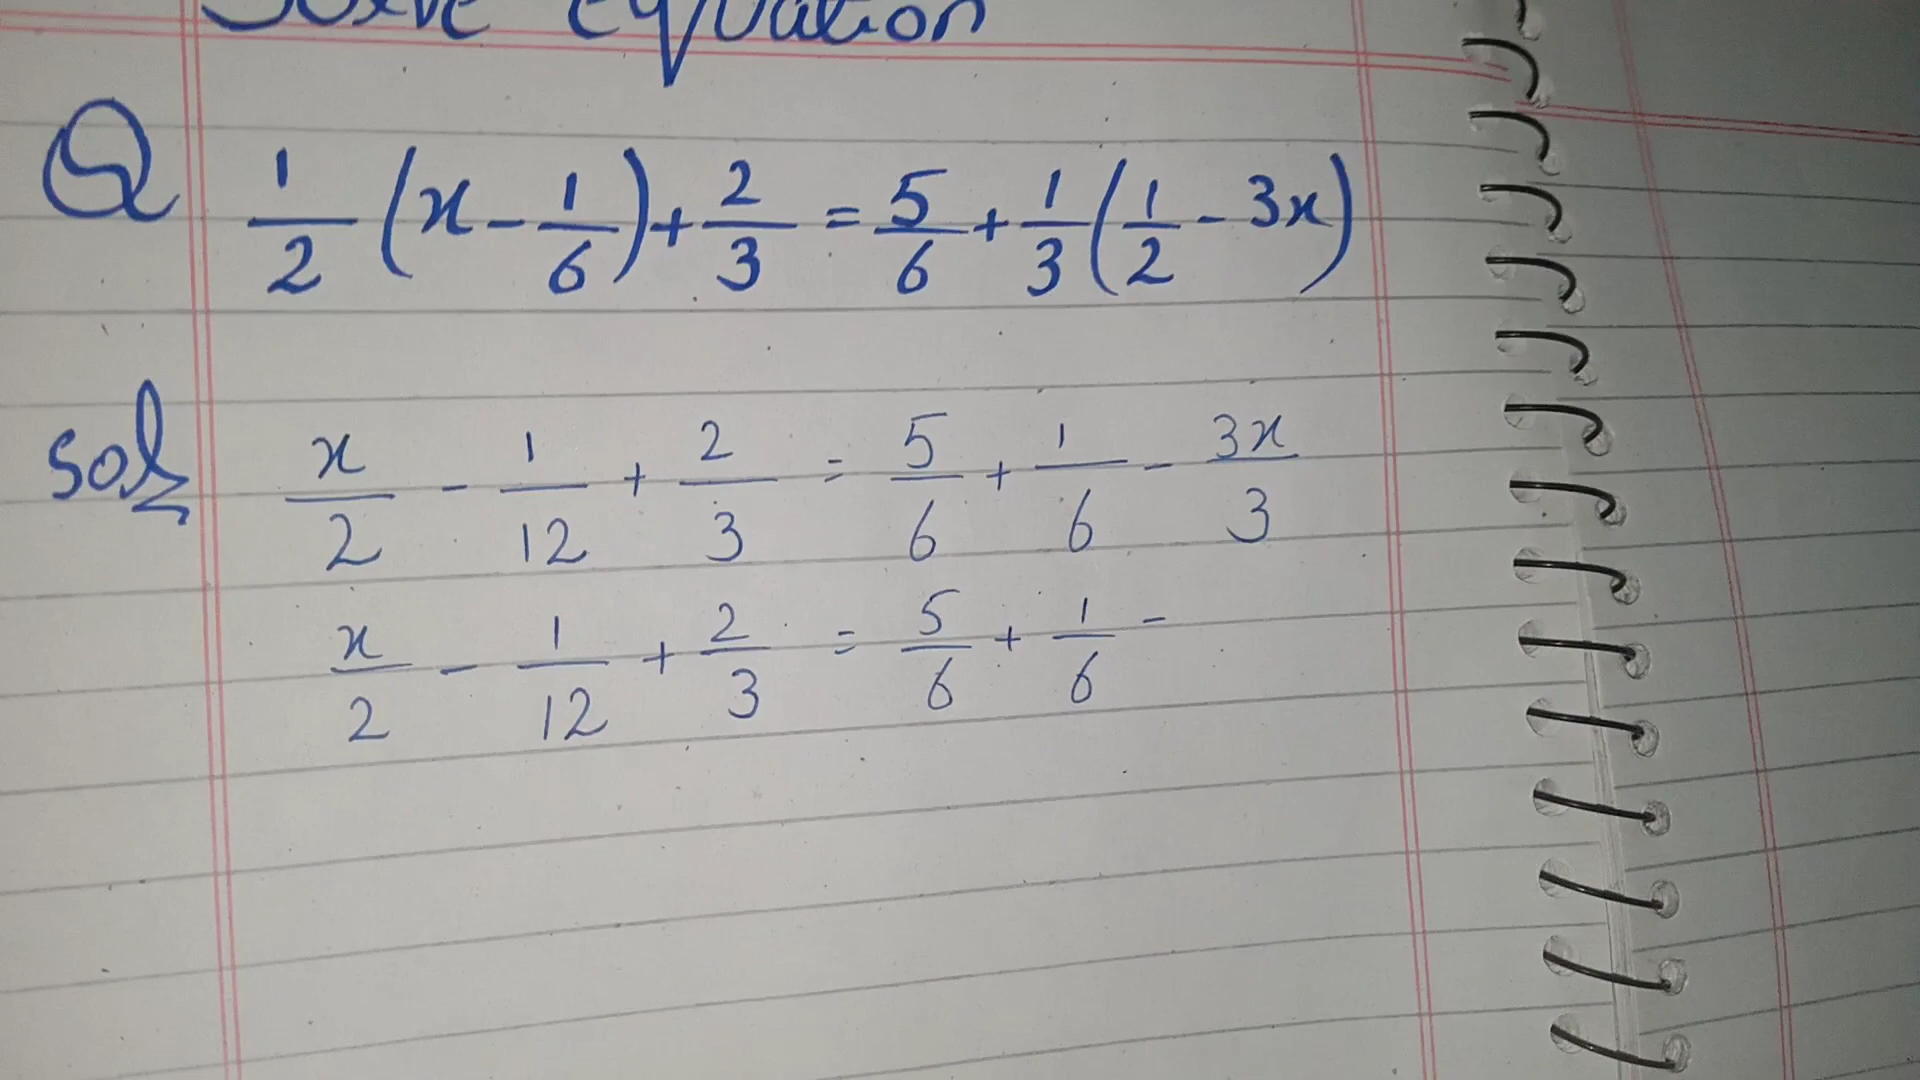 Solve Equation
Q 1/2 (x - 1/6) + 2/3 = 5/6 + 1/3 (1/2 - 3x)
Sol x/2 - 1/12 + 2/3 = 5/6 + 1/6 - 3x/3
x/2 - 1/12 + 2/3 = 5/6 + 1/6 -